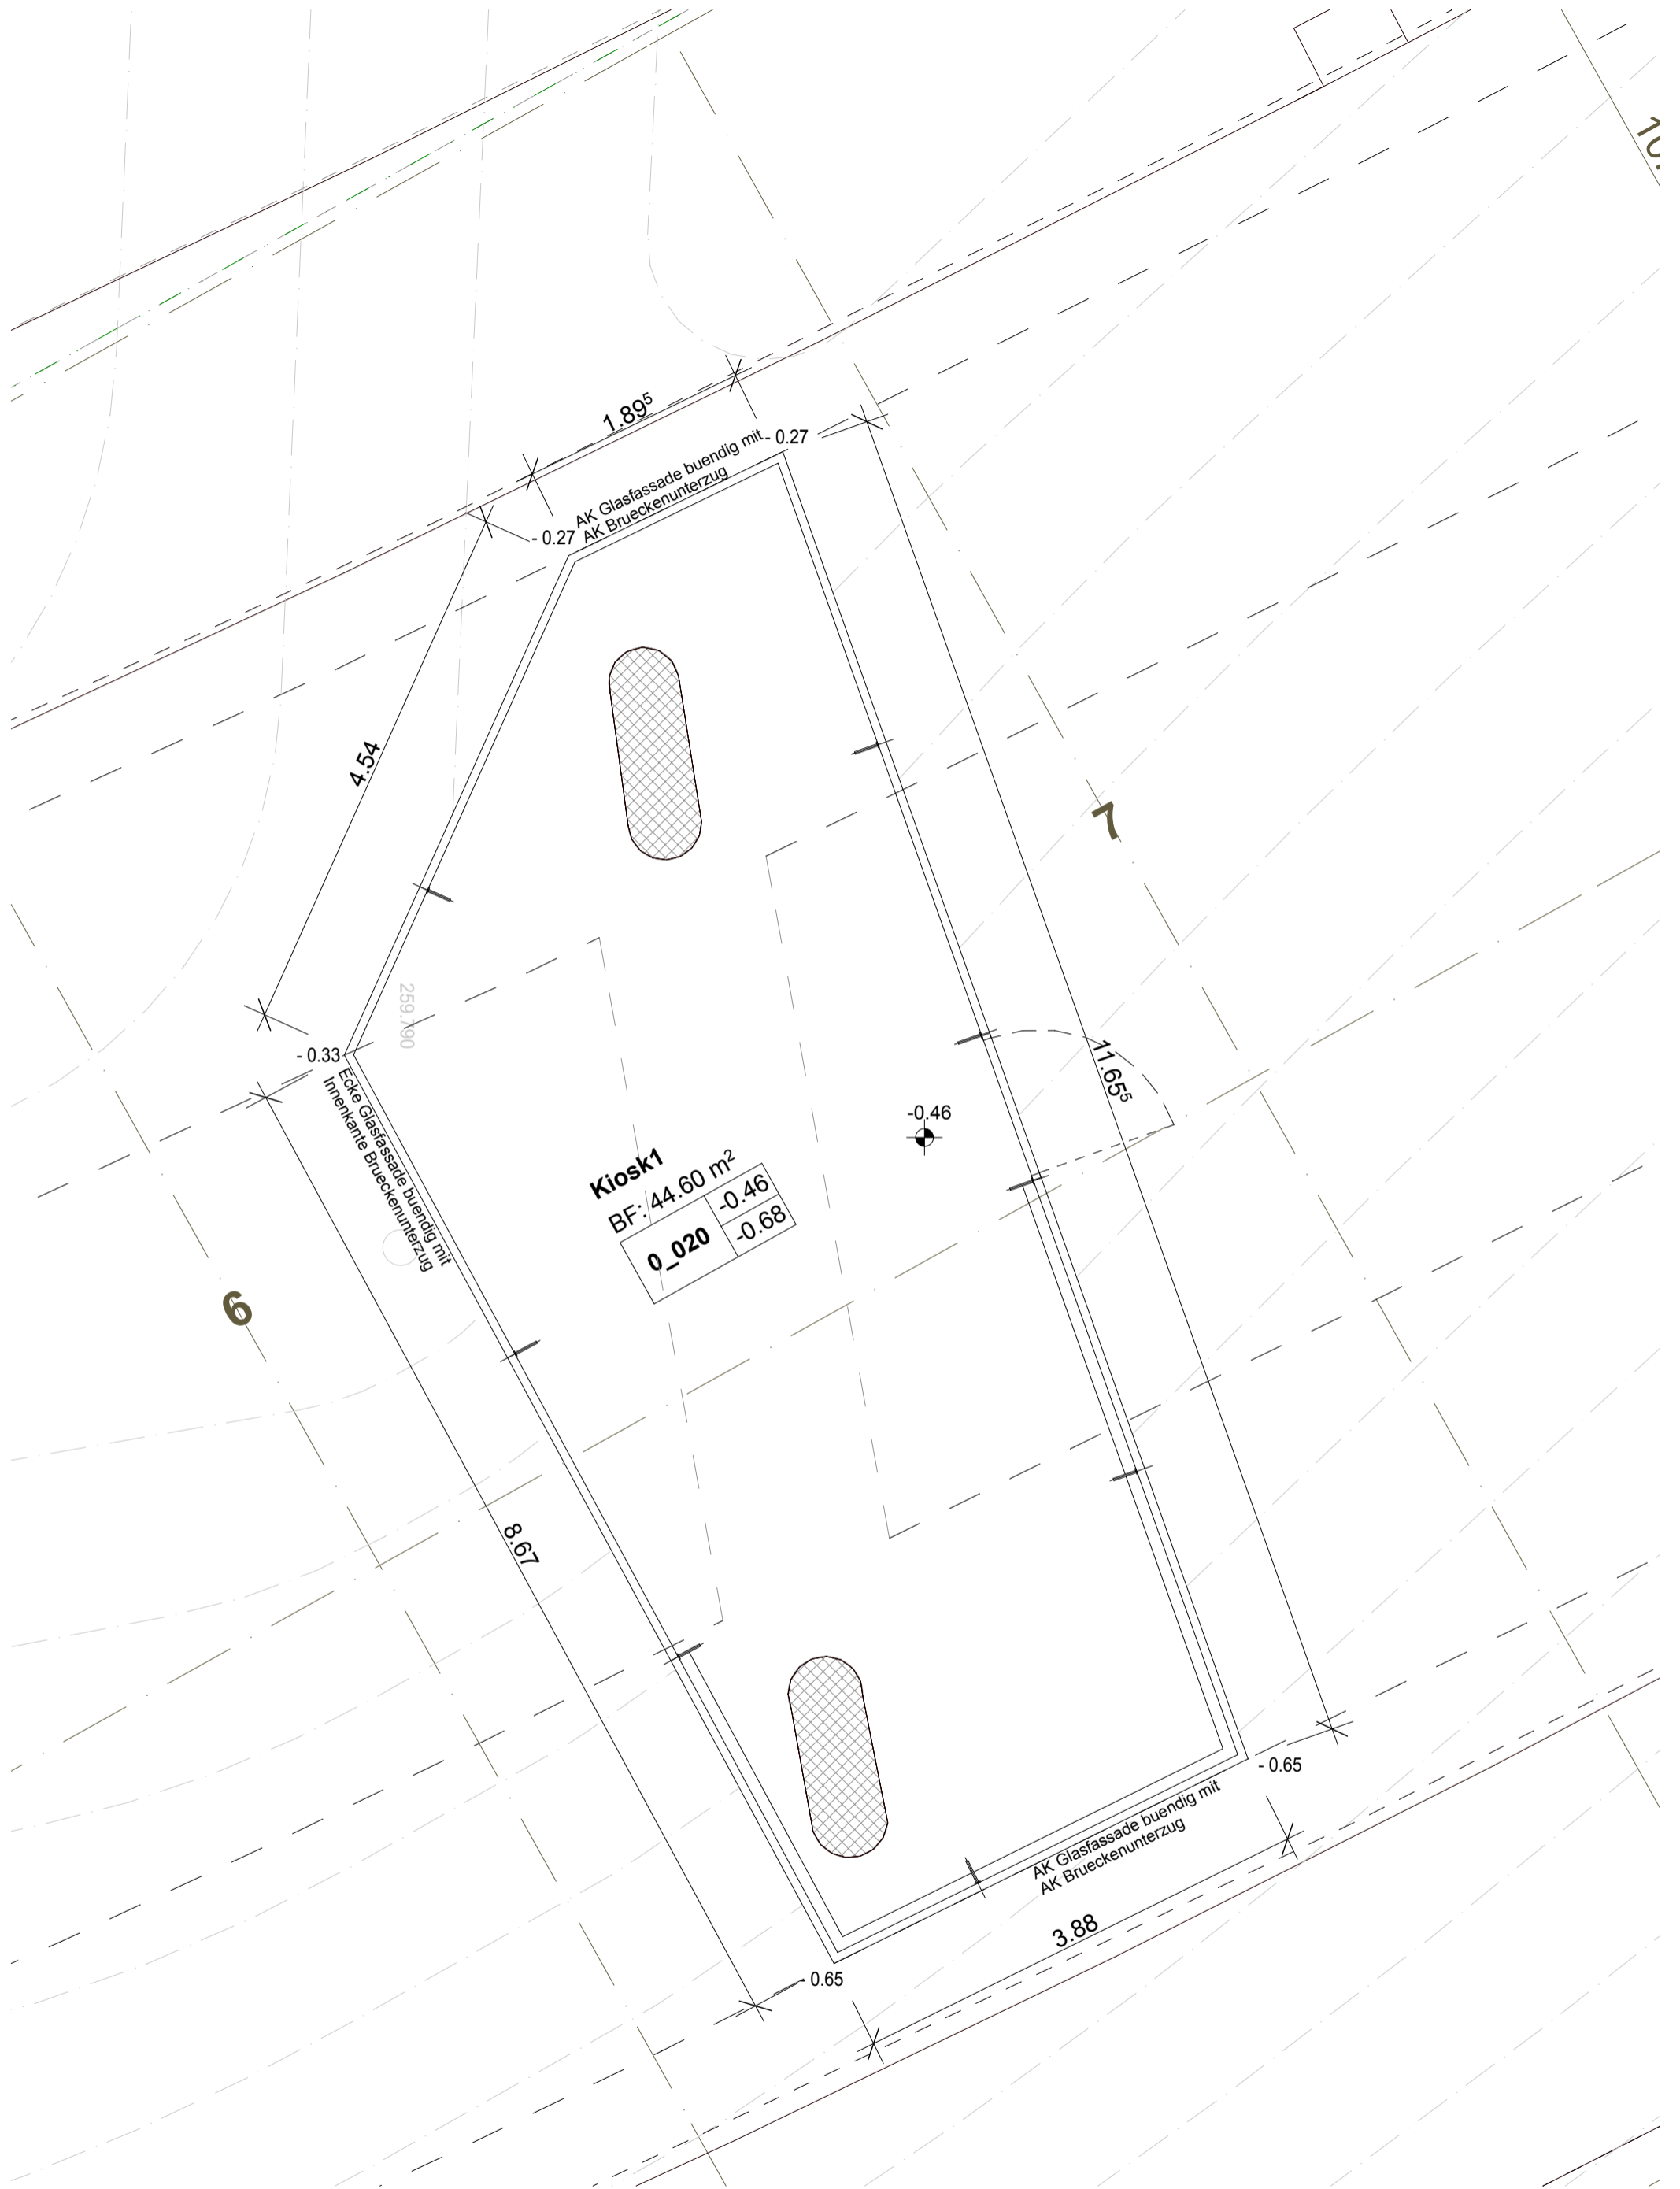 10.
1.89⁵
AK Glasfassade buendig mit
AK Brueckenunterzug
- 0.27
- 0.27
4.54
7
259.790
- 0.33
Ecke Glasfassade buendig mit
Innenkante Brueckenunterzug
11.65⁵
-0.46
Kiosk1
BF: 44.60 m²
0_020
-0.46
-0.68
6
8.67
- 0.65
AK Glasfassade buendig mit
AK Brueckenunterzug
3.88
- 0.65